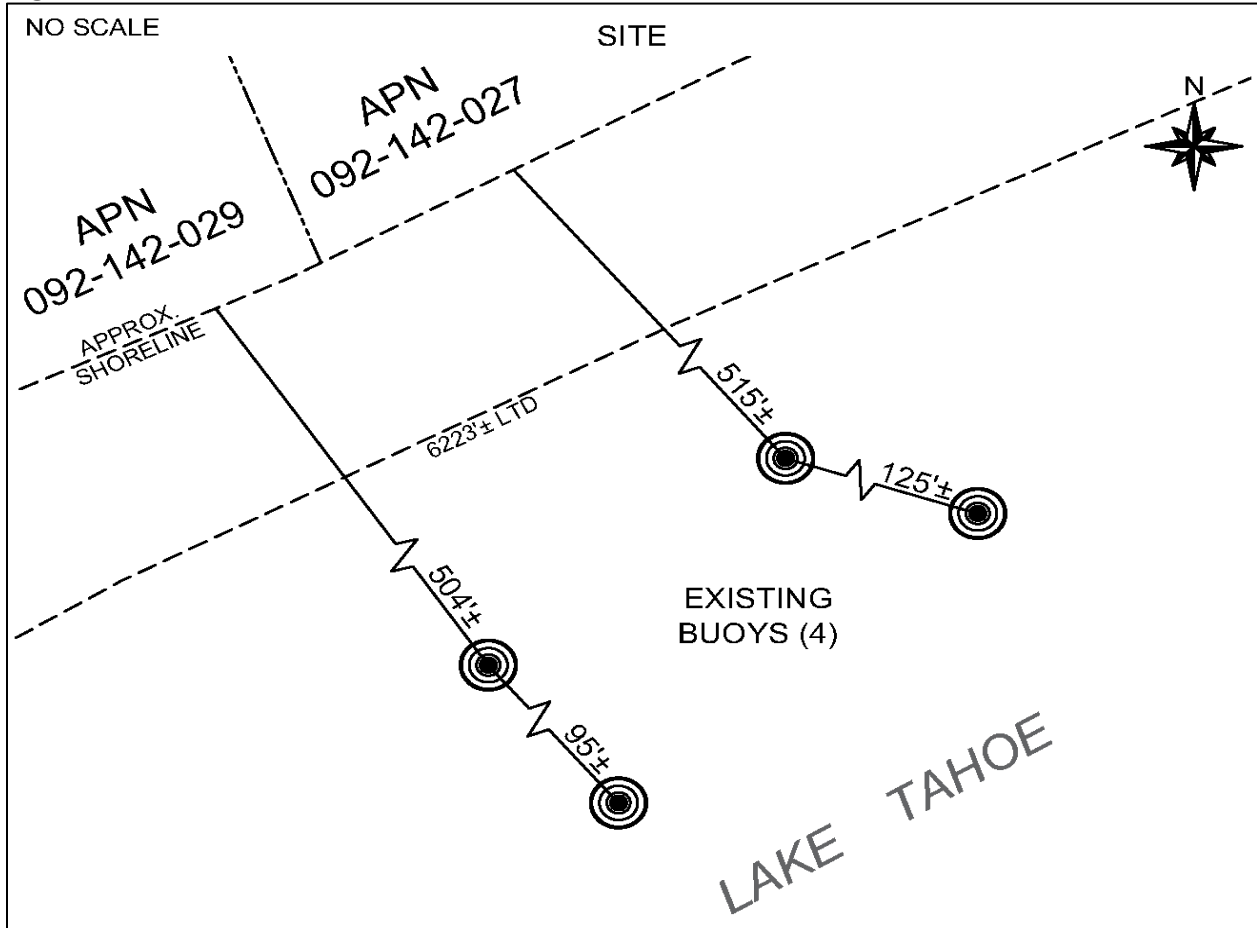 NO SCALE
SITE
N
APN
092-142-027
APN
092-142-029
APPROX.
SHORELINE
6223'± LTD
515'±
125'±
504'±
95'±
EXISTING
BUOYS (4)
LAKE TAHOE